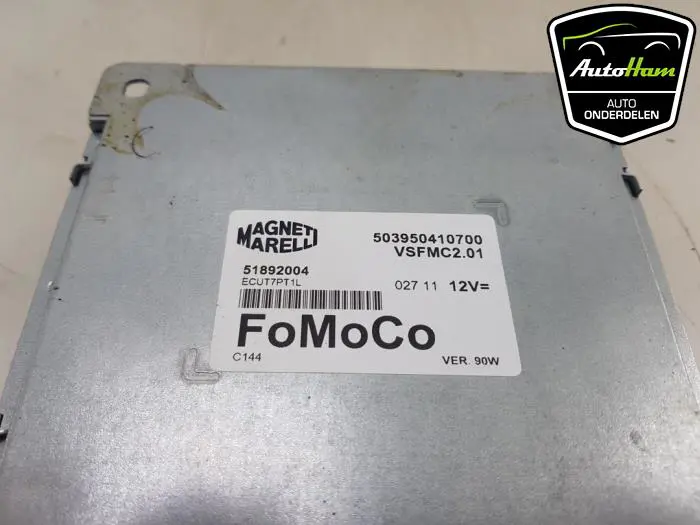 AutoHam
AUTO
ONDERDELEN
MAGNETI
MARELLI
503950410700
VSFMC2.01
51892004
ECUT7PT1L
027 11 12V=
FoMoCo
C144
VER. 90W